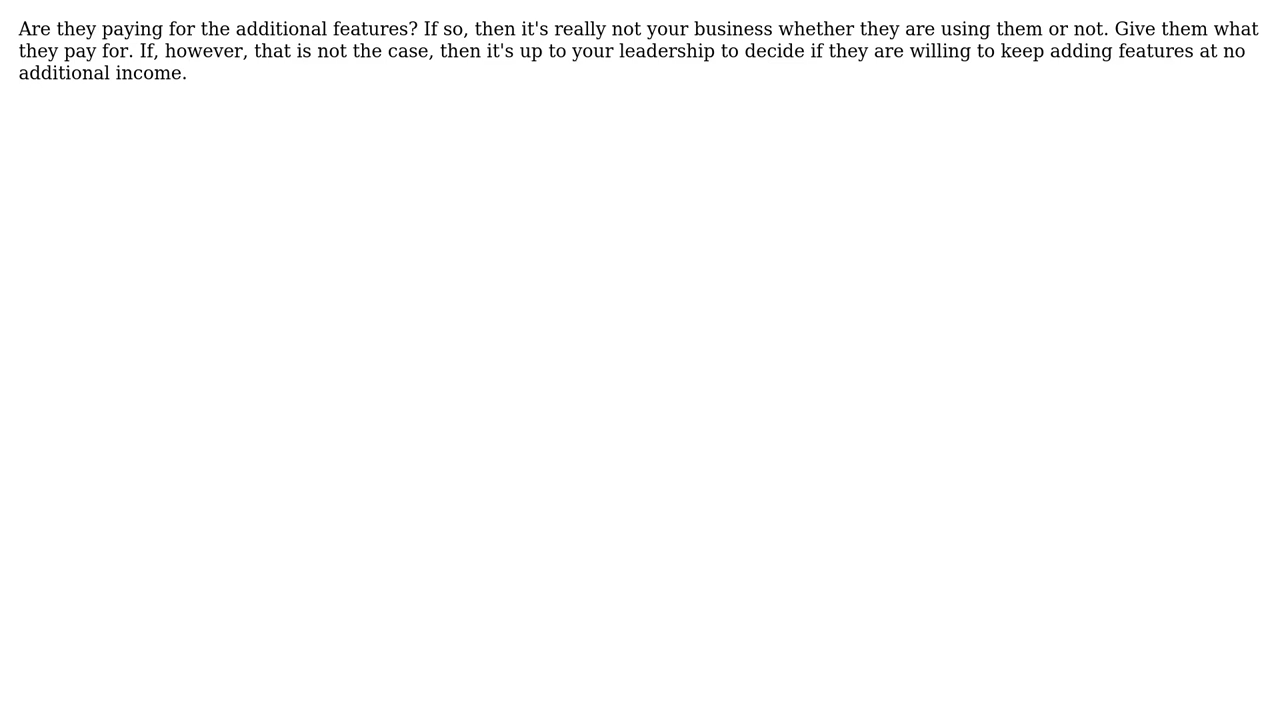 Are they paying for the additional features? If so, then it's really not your business whether they are using them or not. Give them what
they pay for. If, however, that is not the case, then it's up to your leadership to decide if they are willing to keep adding features at no
additional income.